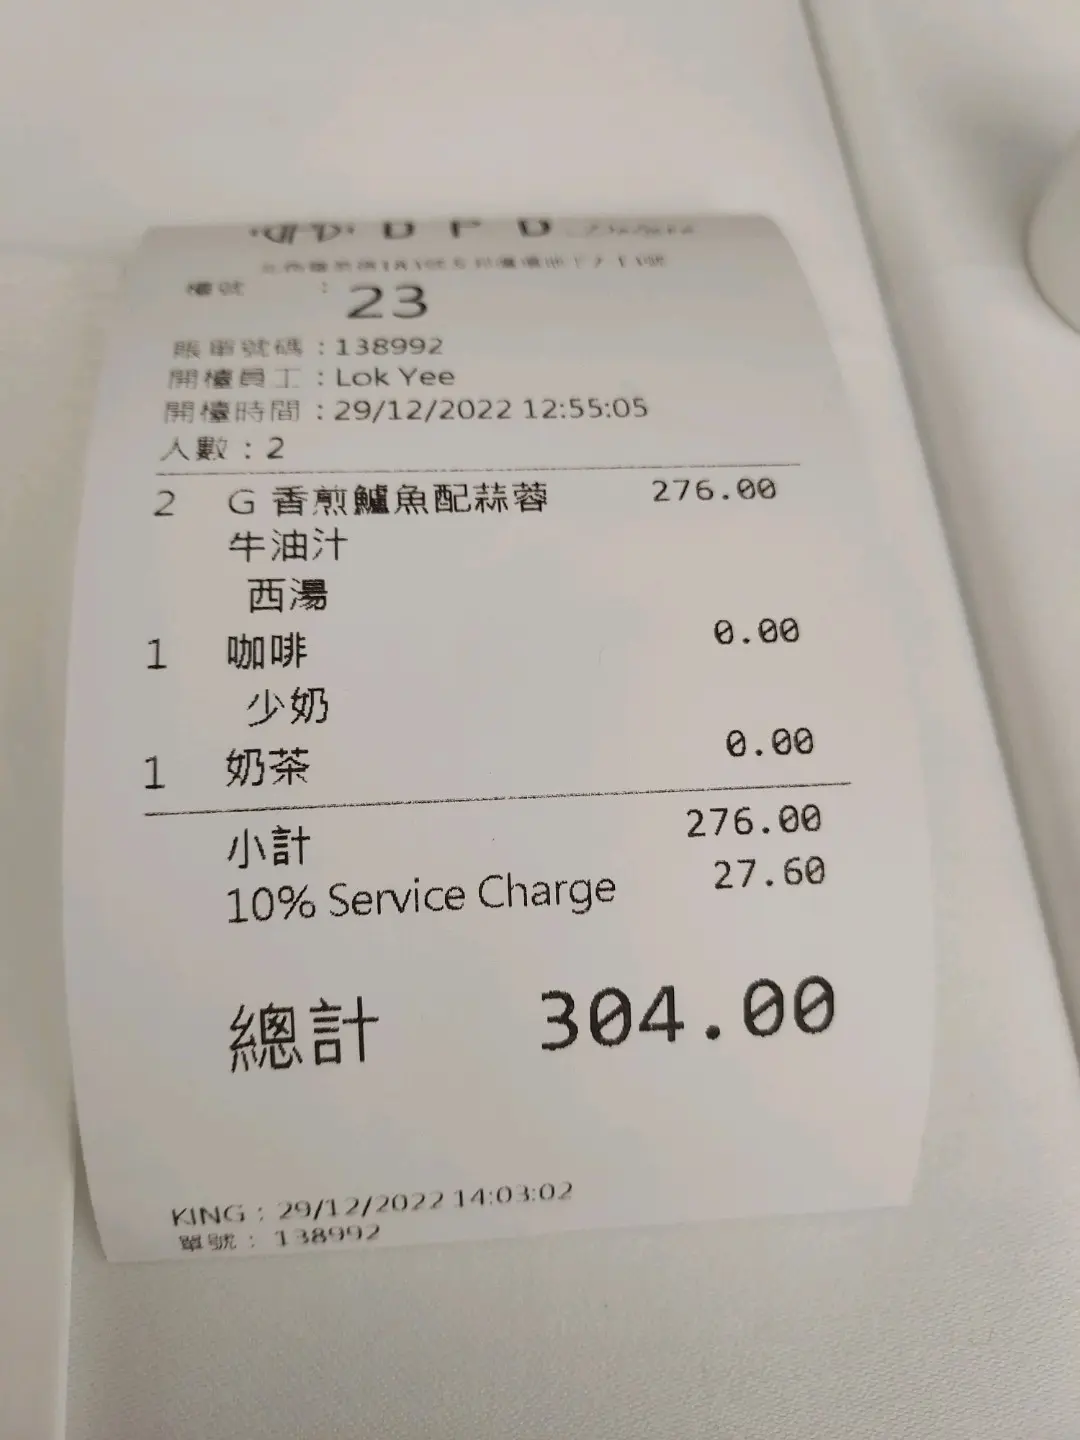 檯號 : 23
賬單號碼 : 138992
開檯員工 : Lok Yee
開檯時間 : 29/12/2022 12:55:05
人數 : 2
2 G 香煎鱸魚配蒜蓉 276.00
牛油汁
西湯
1 咖啡 0.00
少奶
1 奶茶 0.00
小計 276.00
10% Service Charge 27.60
總計 304.00
KING : 29/12/2022 14:03:02
單號 : 138992